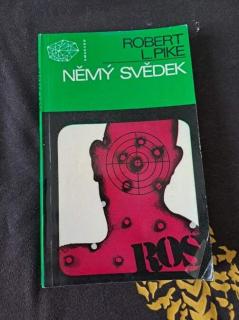 ROBERT
L. PIKE
NĚMÝ SVĚDEK
ROS